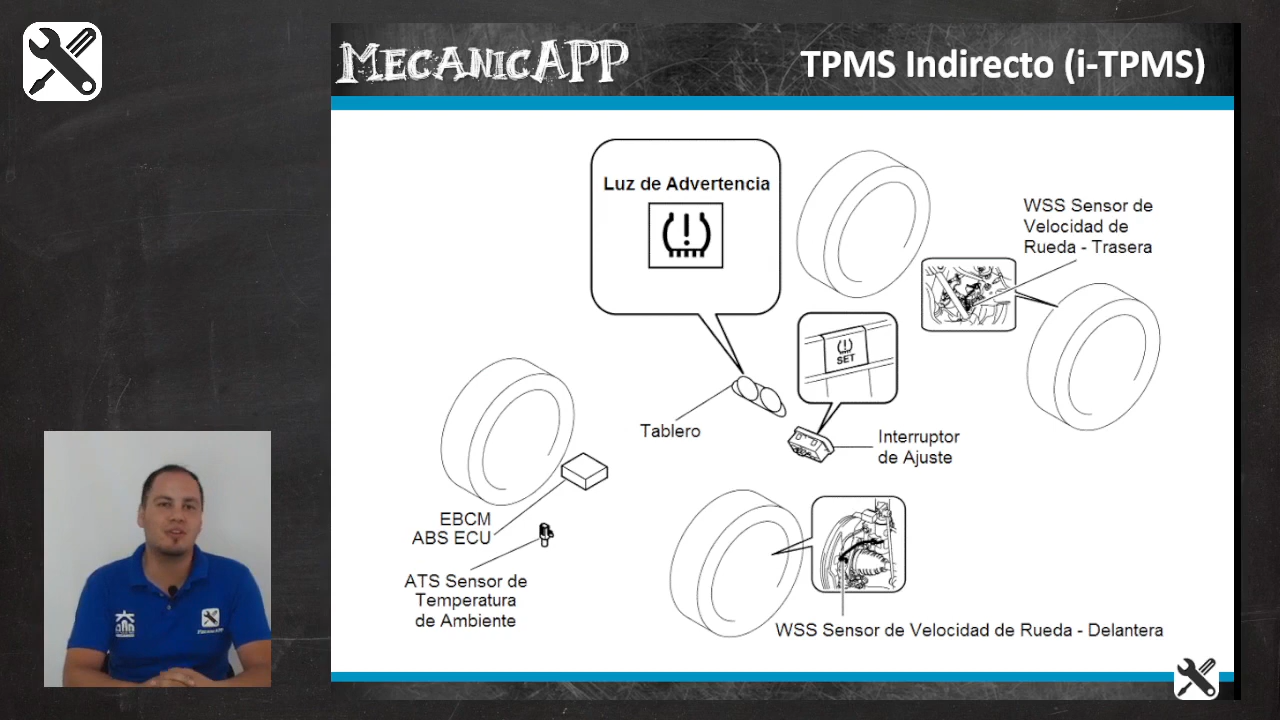 MECANICAPP
TPMS Indirecto (i-TPMS)
Luz de Advertencia
WSS Sensor de
Velocidad de
Rueda - Trasera
SET
Tablero
Interruptor
de Ajuste
EBCM
ABS ECU
ATS Sensor de
Temperatura
de Ambiente
WSS Sensor de Velocidad de Rueda - Delantera
MECANICAPP